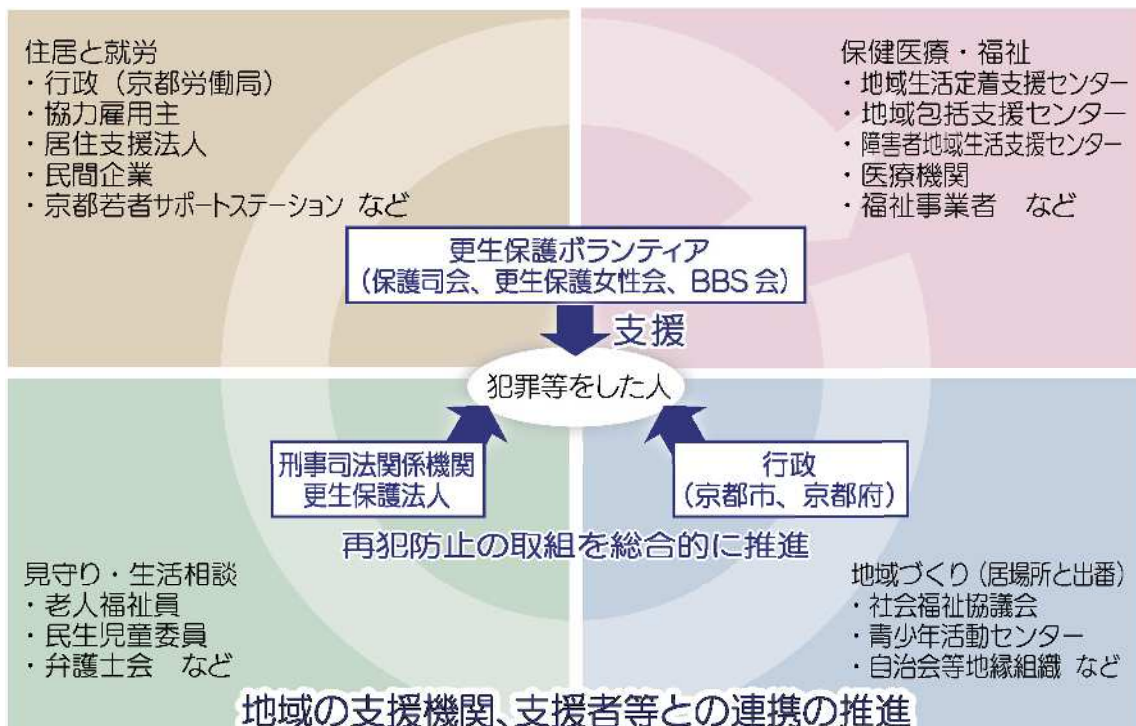 住居と就労
・行政（京都労働局）
・協力雇用主
・居住支援法人
・民間企業
・京都若者サポートステーション など
保健医療・福祉
・地域生活定着支援センター
・地域包括支援センター
・障害者地域生活支援センター
・医療機関
・福祉事業者　など
更生保護ボランティア
（保護司会、更生保護女性会、BBS会）
支援
犯罪等をした人
刑事司法関係機関
更生保護法人
行政
（京都市、京都府）
再犯防止の取組を総合的に推進
見守り・生活相談
・老人福祉員
・民生児童委員
・弁護士会　など
地域づくり（居場所と出番）
・社会福祉協議会
・青少年活動センター
・自治会等地縁組織 など
地域の支援機関、支援者等との連携の推進